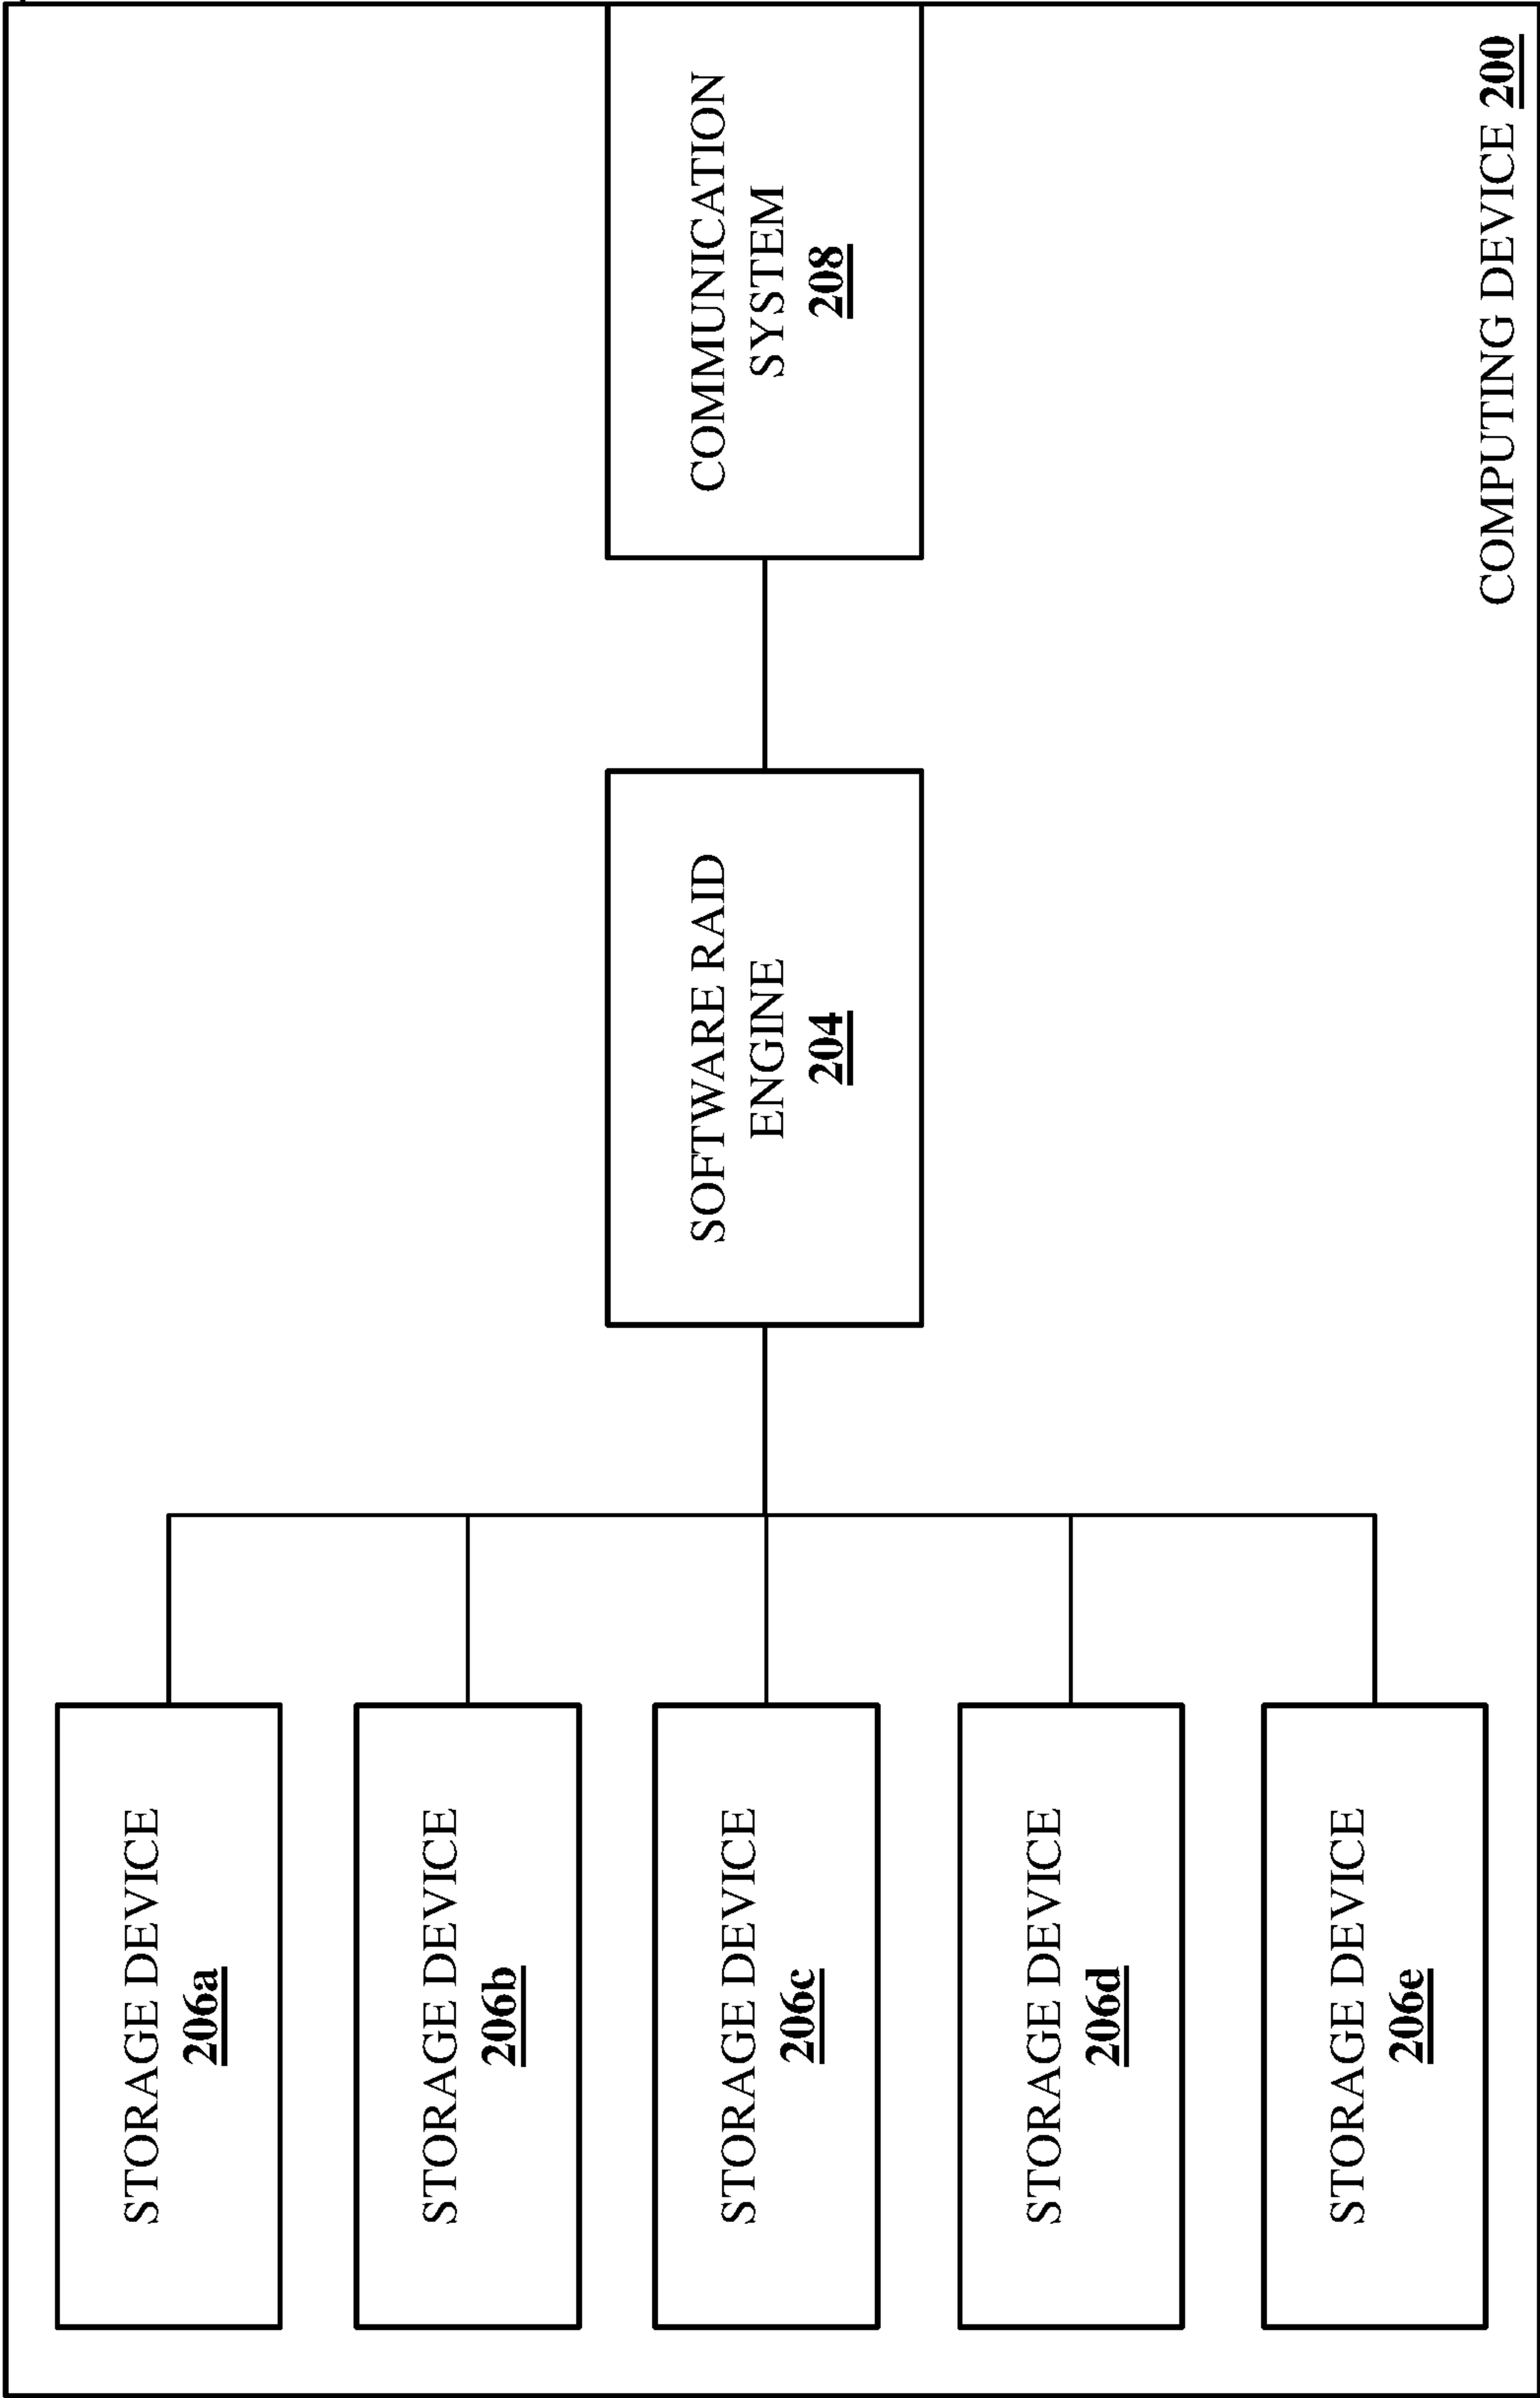 STORAGE DEVICE
206a
STORAGE DEVICE
206b
STORAGE DEVICE
206c
STORAGE DEVICE
206d
STORAGE DEVICE
206e
SOFTWARE RAID
ENGINE
204
COMMUNICATION
SYSTEM
208
COMPUTING DEVICE 200